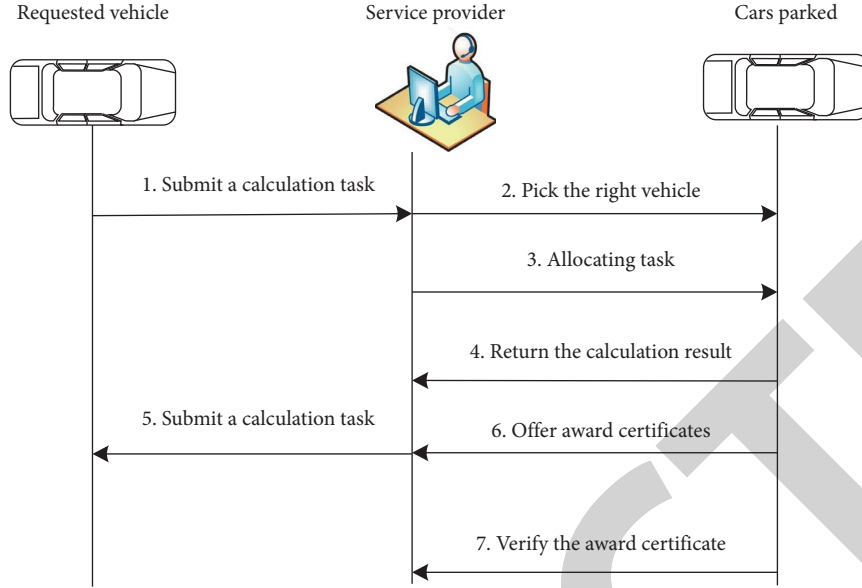 Requested vehicle
Service provider
Cars parked
1. Submit a calculation task
2. Pick the right vehicle
3. Allocating task
4. Return the calculation result
5. Submit a calculation task
6. Offer award certificates
7. Verify the award certificate